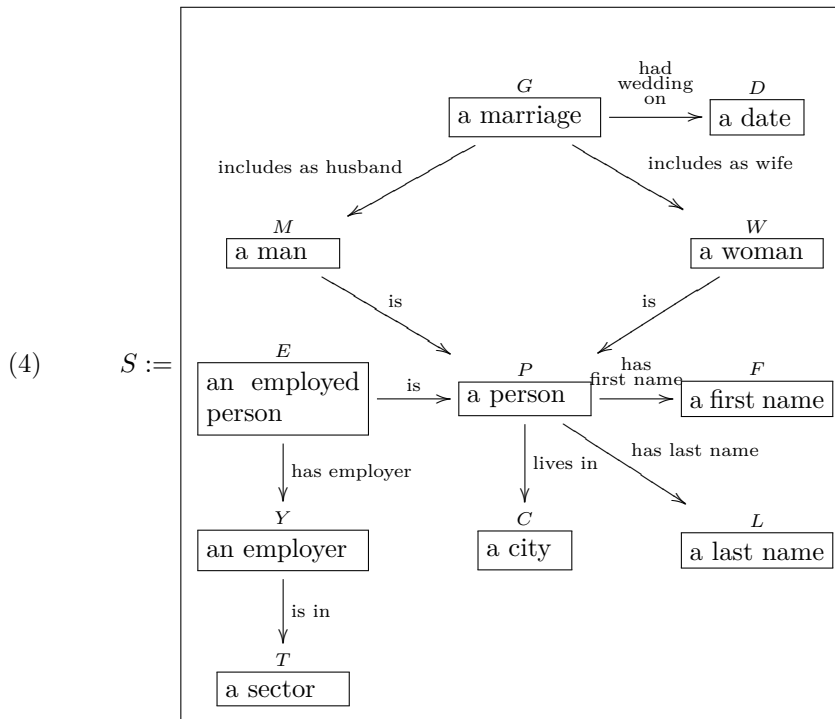 had
wedding
on
G
D
a marriage
a date
includes as husband
includes as wife
M
W
a man
a woman
is
is
(4)
S :=
E
an employed
person
is
P
a person
has
first name
F
a first name
has employer
lives in
has last name
Y
an employer
C
a city
L
a last name
is in
T
a sector